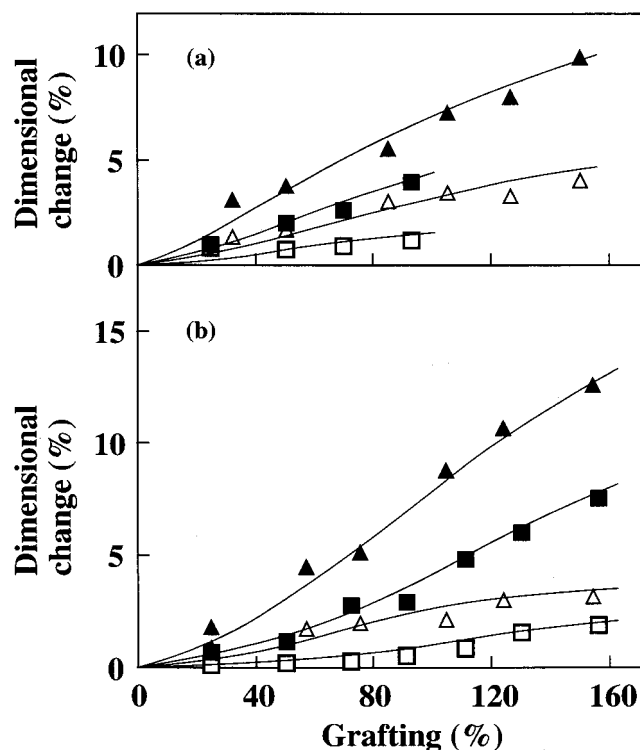 (a)
Dimensional
change (%)
10
5
0
(b)
Dimensional
change (%)
15
10
5
0
0 40 80 120 160
Grafting (%)